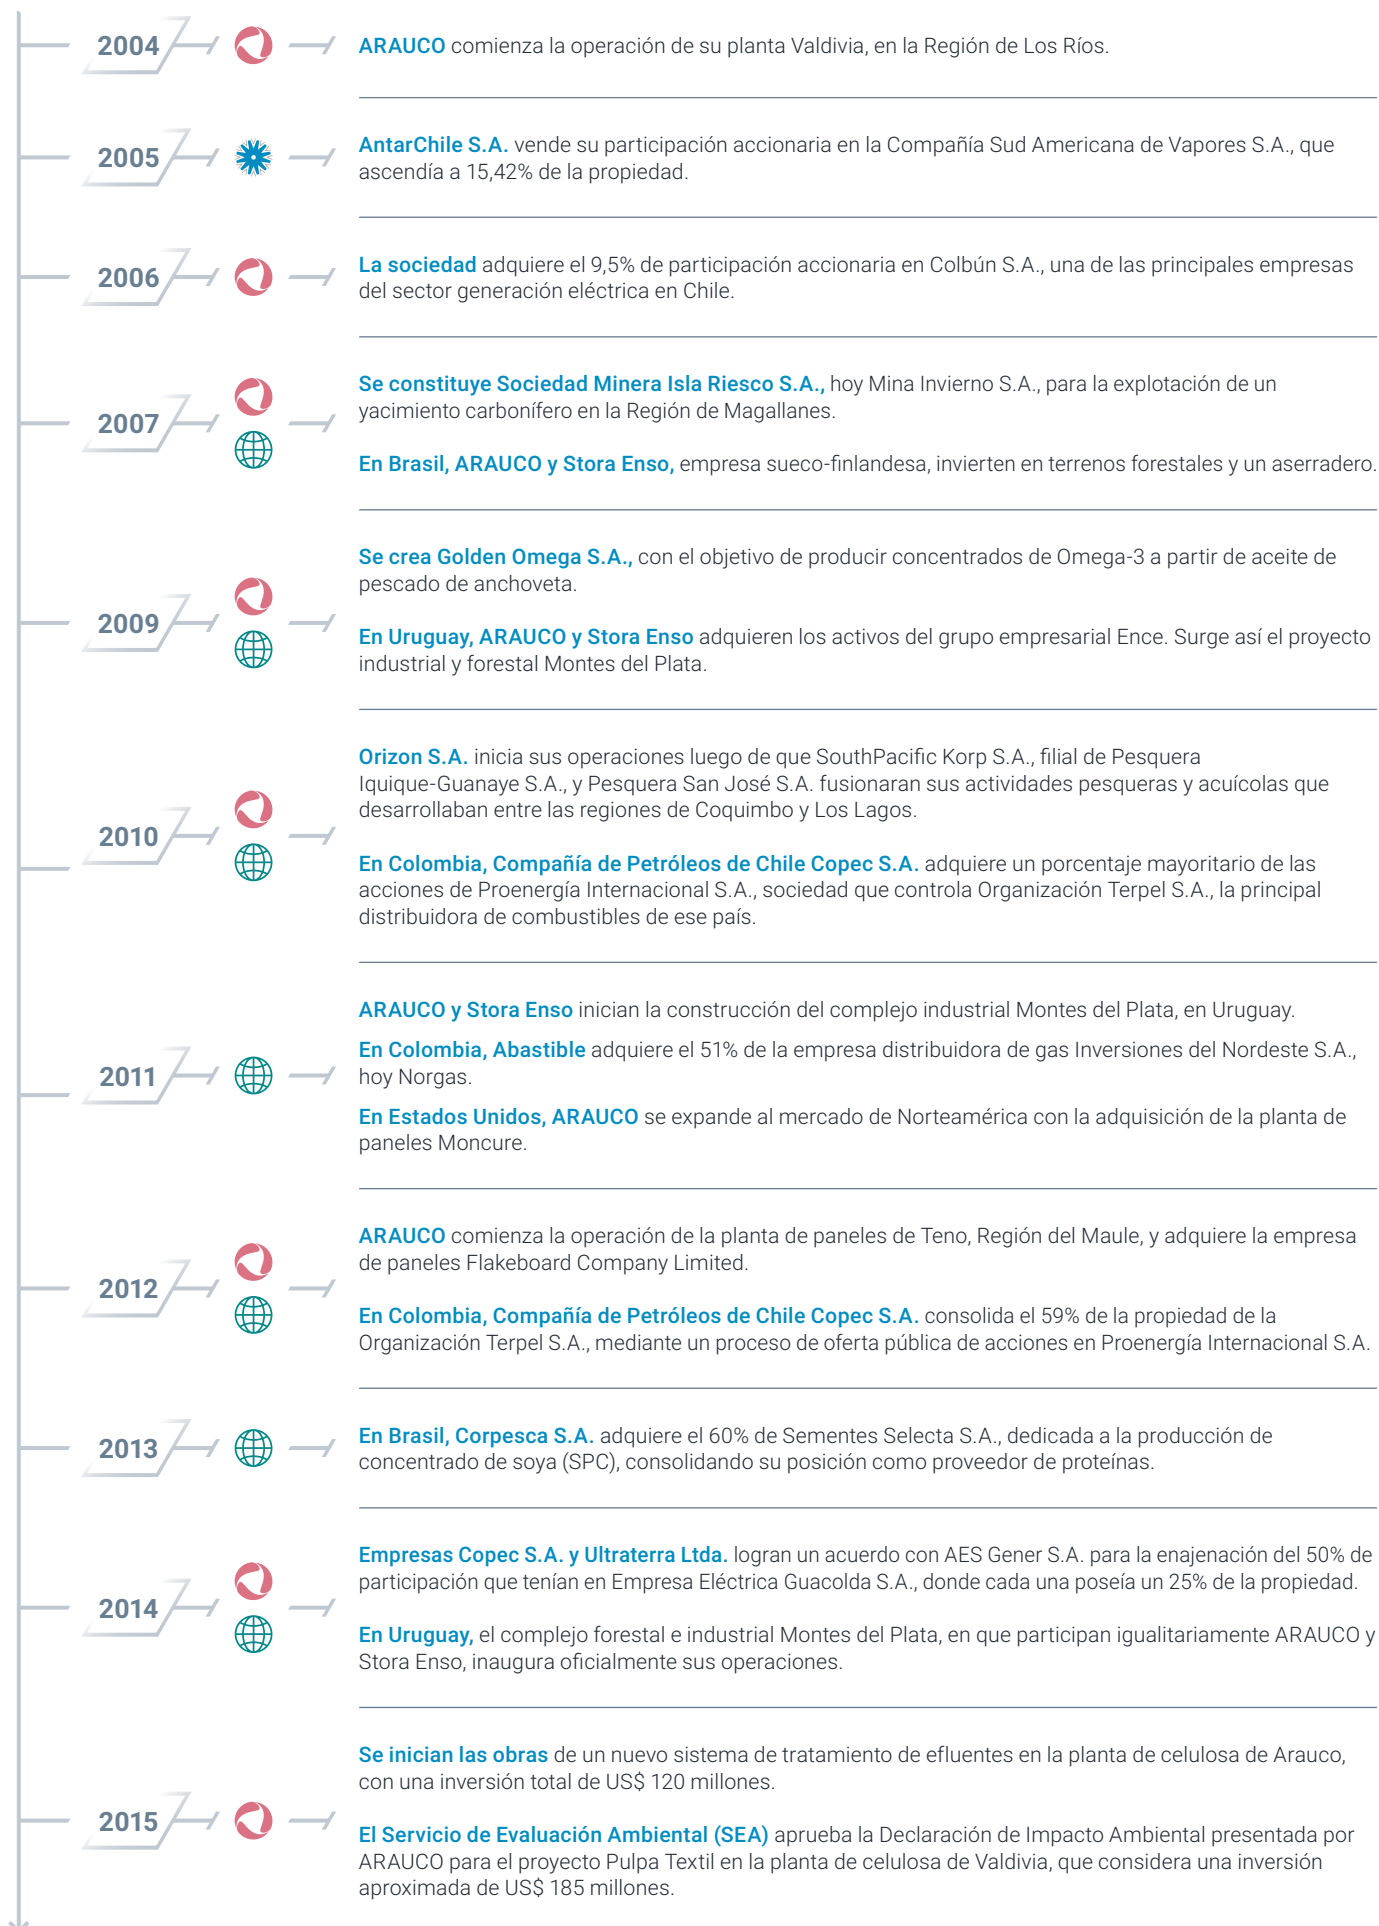 2004
ARAUCO comienza la operación de su planta Valdivia, en la Región de Los Ríos.
2005
AntarChile S.A. vende su participación accionaria en la Compañía Sud Americana de Vapores S.A., que
ascendía a 15,42% de la propiedad.
2006
La sociedad adquiere el 9,5% de participación accionaria en Colbún S.A., una de las principales empresas
del sector generación eléctrica en Chile.
2007
Se constituye Sociedad Minera Isla Riesco S.A., hoy Mina Invierno S.A., para la explotación de un
yacimiento carbonífero en la Región de Magallanes.
En Brasil, ARAUCO y Stora Enso, empresa sueco-finlandesa, invierten en terrenos forestales y un aserradero.
2009
Se crea Golden Omega S.A., con el objetivo de producir concentrados de Omega-3 a partir de aceite de
pescado de anchoveta.
En Uruguay, ARAUCO y Stora Enso adquieren los activos del grupo empresarial Ence. Surge así el proyecto
industrial y forestal Montes del Plata.
2010
Orizon S.A. inicia sus operaciones luego de que SouthPacific Korp S.A., filial de Pesquera
Iquique-Guanaye S.A., y Pesquera San José S.A. fusionaran sus actividades pesqueras y acuícolas que
desarrollaban entre las regiones de Coquimbo y Los Lagos.
En Colombia, Compañía de Petróleos de Chile Copec S.A. adquiere un porcentaje mayoritario de las
acciones de Proenergía Internacional S.A., sociedad que controla Organización Terpel S.A., la principal
distribuidora de combustibles de ese país.
2011
ARAUCO y Stora Enso inician la construcción del complejo industrial Montes del Plata, en Uruguay.
En Colombia, Abastible adquiere el 51% de la empresa distribuidora de gas Inversiones del Nordeste S.A.,
hoy Norgas.
En Estados Unidos, ARAUCO se expande al mercado de Norteamérica con la adquisición de la planta de
paneles Moncure.
2012
ARAUCO comienza la operación de la planta de paneles de Teno, Región del Maule, y adquiere la empresa
de paneles Flakeboard Company Limited.
En Colombia, Compañía de Petróleos de Chile Copec S.A. consolida el 59% de la propiedad de la
Organización Terpel S.A., mediante un proceso de oferta pública de acciones en Proenergía Internacional S.A.
2013
En Brasil, Corpesca S.A. adquiere el 60% de Sementes Selecta S.A., dedicada a la producción de
concentrado de soya (SPC), consolidando su posición como proveedor de proteínas.
2014
Empresas Copec S.A. y Ultraterra Ltda. logran un acuerdo con AES Gener S.A. para la enajenación del 50% de
participación que tenían en Empresa Eléctrica Guacolda S.A., donde cada una poseía un 25% de la propiedad.
En Uruguay, el complejo forestal e industrial Montes del Plata, en que participan igualitariamente ARAUCO y
Stora Enso, inaugura oficialmente sus operaciones.
2015
Se inician las obras de un nuevo sistema de tratamiento de efluentes en la planta de celulosa de Arauco,
con una inversión total de US$ 120 millones.
El Servicio de Evaluación Ambiental (SEA) aprueba la Declaración de Impacto Ambiental presentada por
ARAUCO para el proyecto Pulpa Textil en la planta de celulosa de Valdivia, que considera una inversión
aproximada de US$ 185 millones.